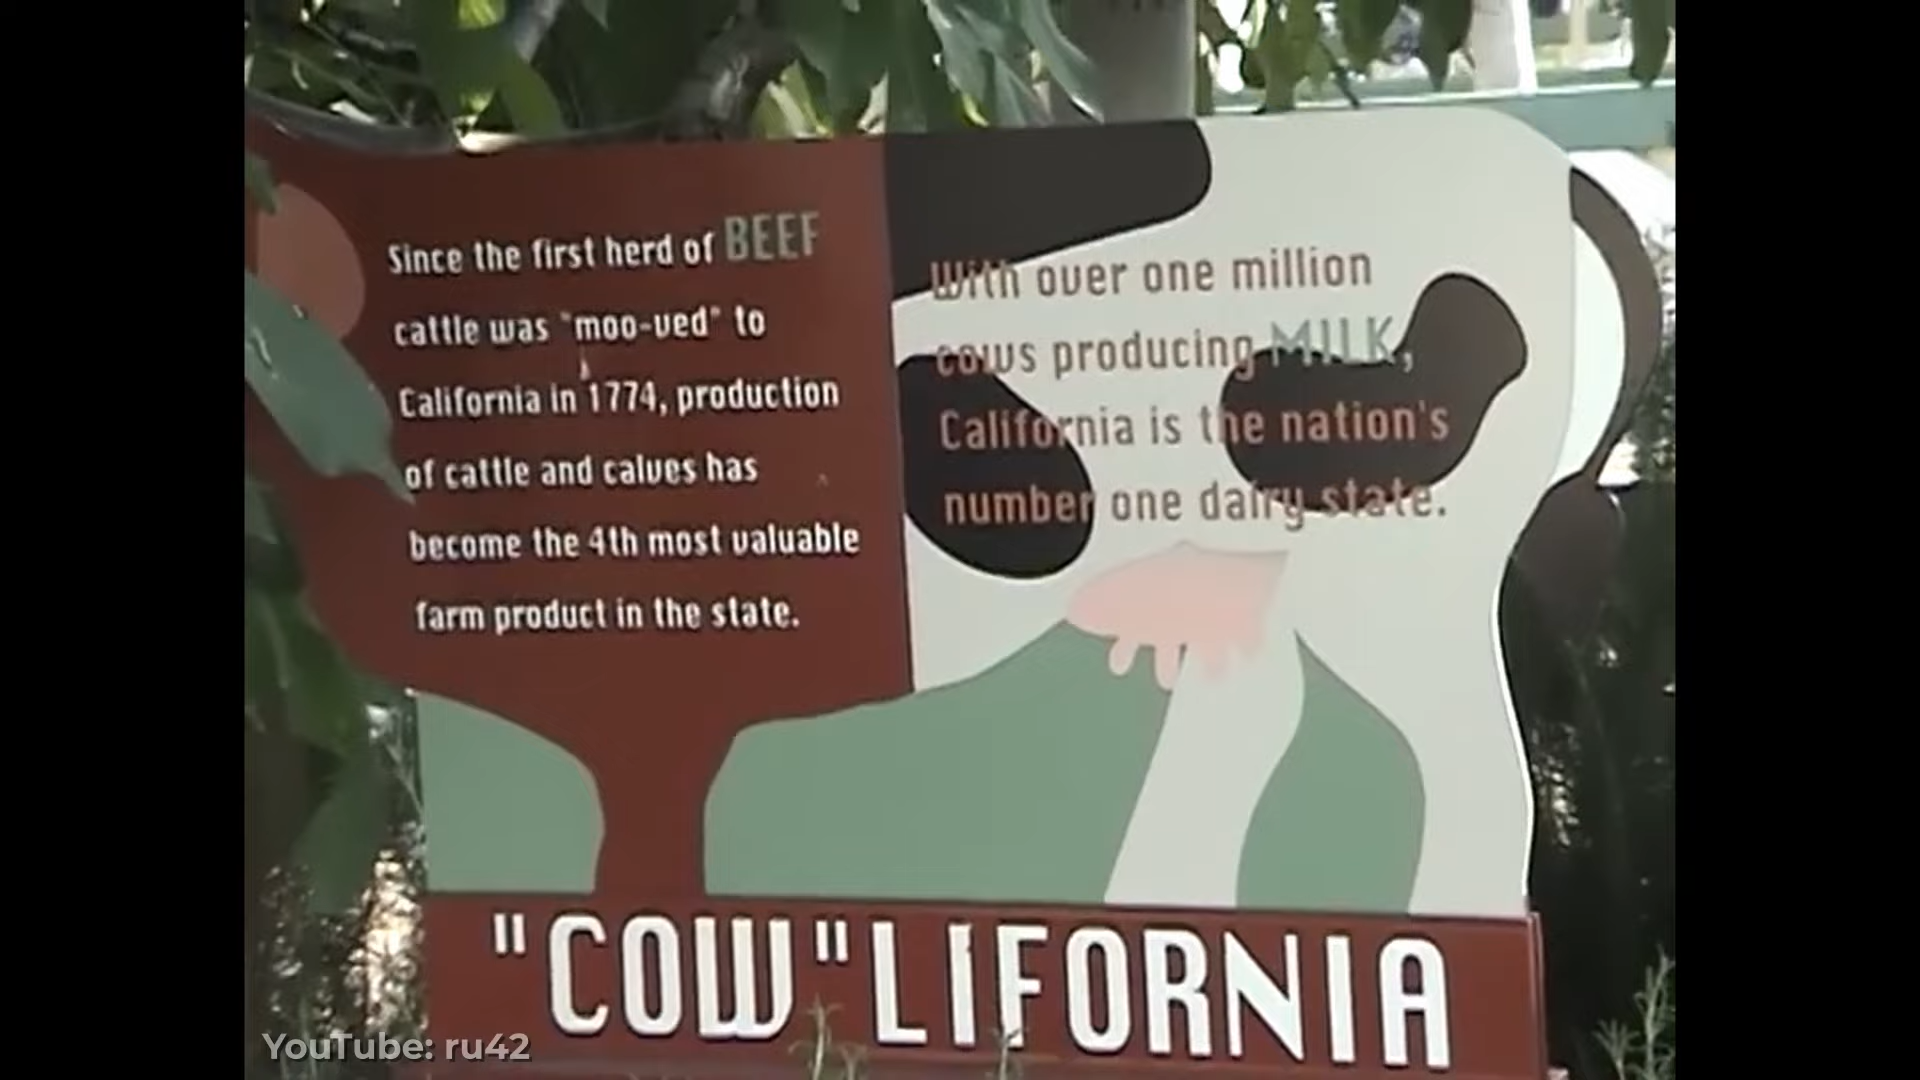 Since the first herd of BEEF
cattle was "moo-ved" to
California in 1774, production
of cattle and calves has
become the 4th most valuable
farm product in the state.
With over one million
cows producing MILK,
California is the nation's
number one dairy state.
"COW"LIFORNIA
YouTube: ru42